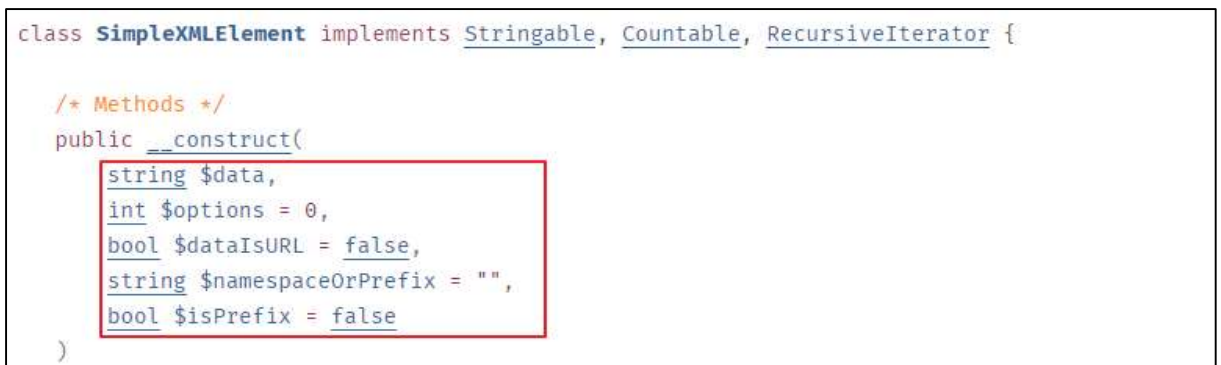 class SimpleXMLElement implements Stringable, Countable, RecursiveIterator {
/* Methods */
public __construct(
string $data,
int $options = 0,
bool $dataIsURL = false,
string $namespaceOrPrefix = "",
bool $isPrefix = false
)